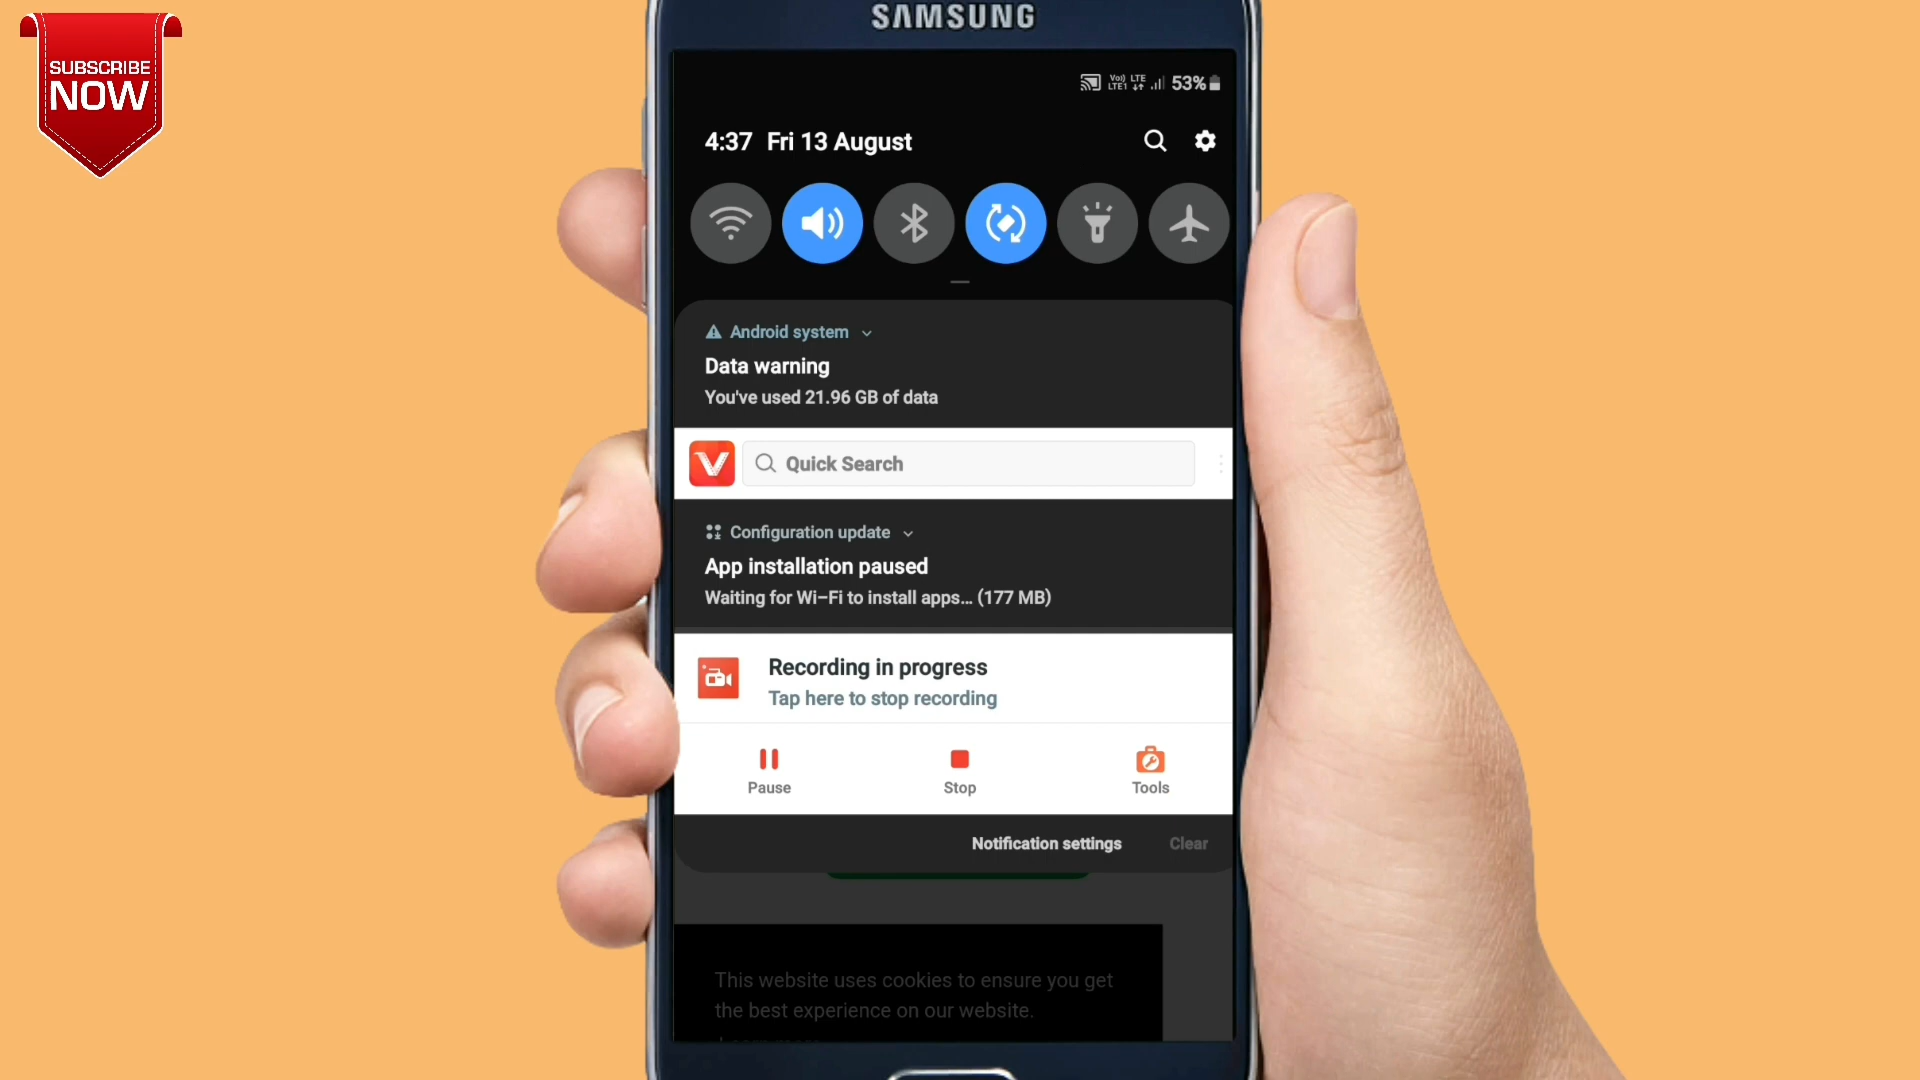 SAMSUNG
SUBSCRIBE
NOW
Vo) LTE
LTE1
53%
4:37 Fri 13 August
Android system
Data warning
You've used 21.96 GB of data
Quick Search
Configuration update
App installation paused
Waiting for Wi-Fi to install apps... (177 MB)
Recording in progress
Tap here to stop recording
Pause
Stop
Tools
Notification settings
Clear
This website uses cookies to ensure you get
the best experience on our website.